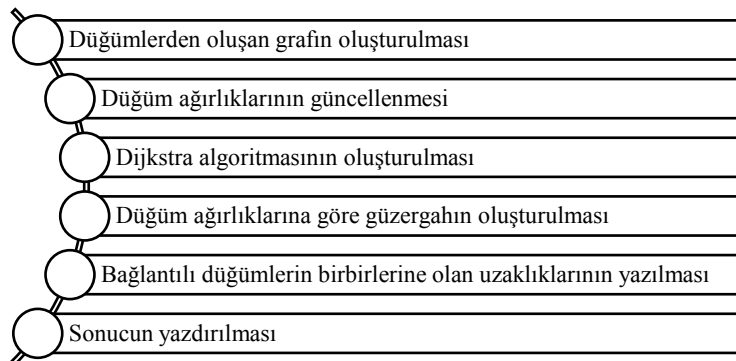 Düğümlerden oluşan grafın oluşturulması
Düğüm ağırlıklarının güncellenmesi
Dijkstra algoritmasının oluşturulması
Düğüm ağırlıklarına göre güzergahın oluşturulması
Bağlantılı düğümlerin birbirlerine olan uzaklıklarının yazılması
Sonucun yazdırılması